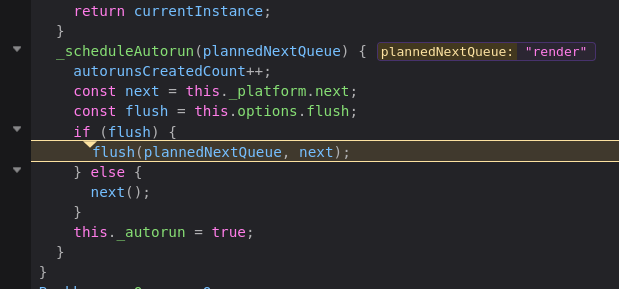 return currentInstance;
}
_scheduleAutorun(plannedNextQueue) { plannedNextQueue: "render"
autorunsCreatedCount++;
const next = this._platform.next;
const flush = this.options.flush;
if (flush) {
flush(plannedNextQueue, next);
} else {
next();
}
this._autorun = true;
}
}